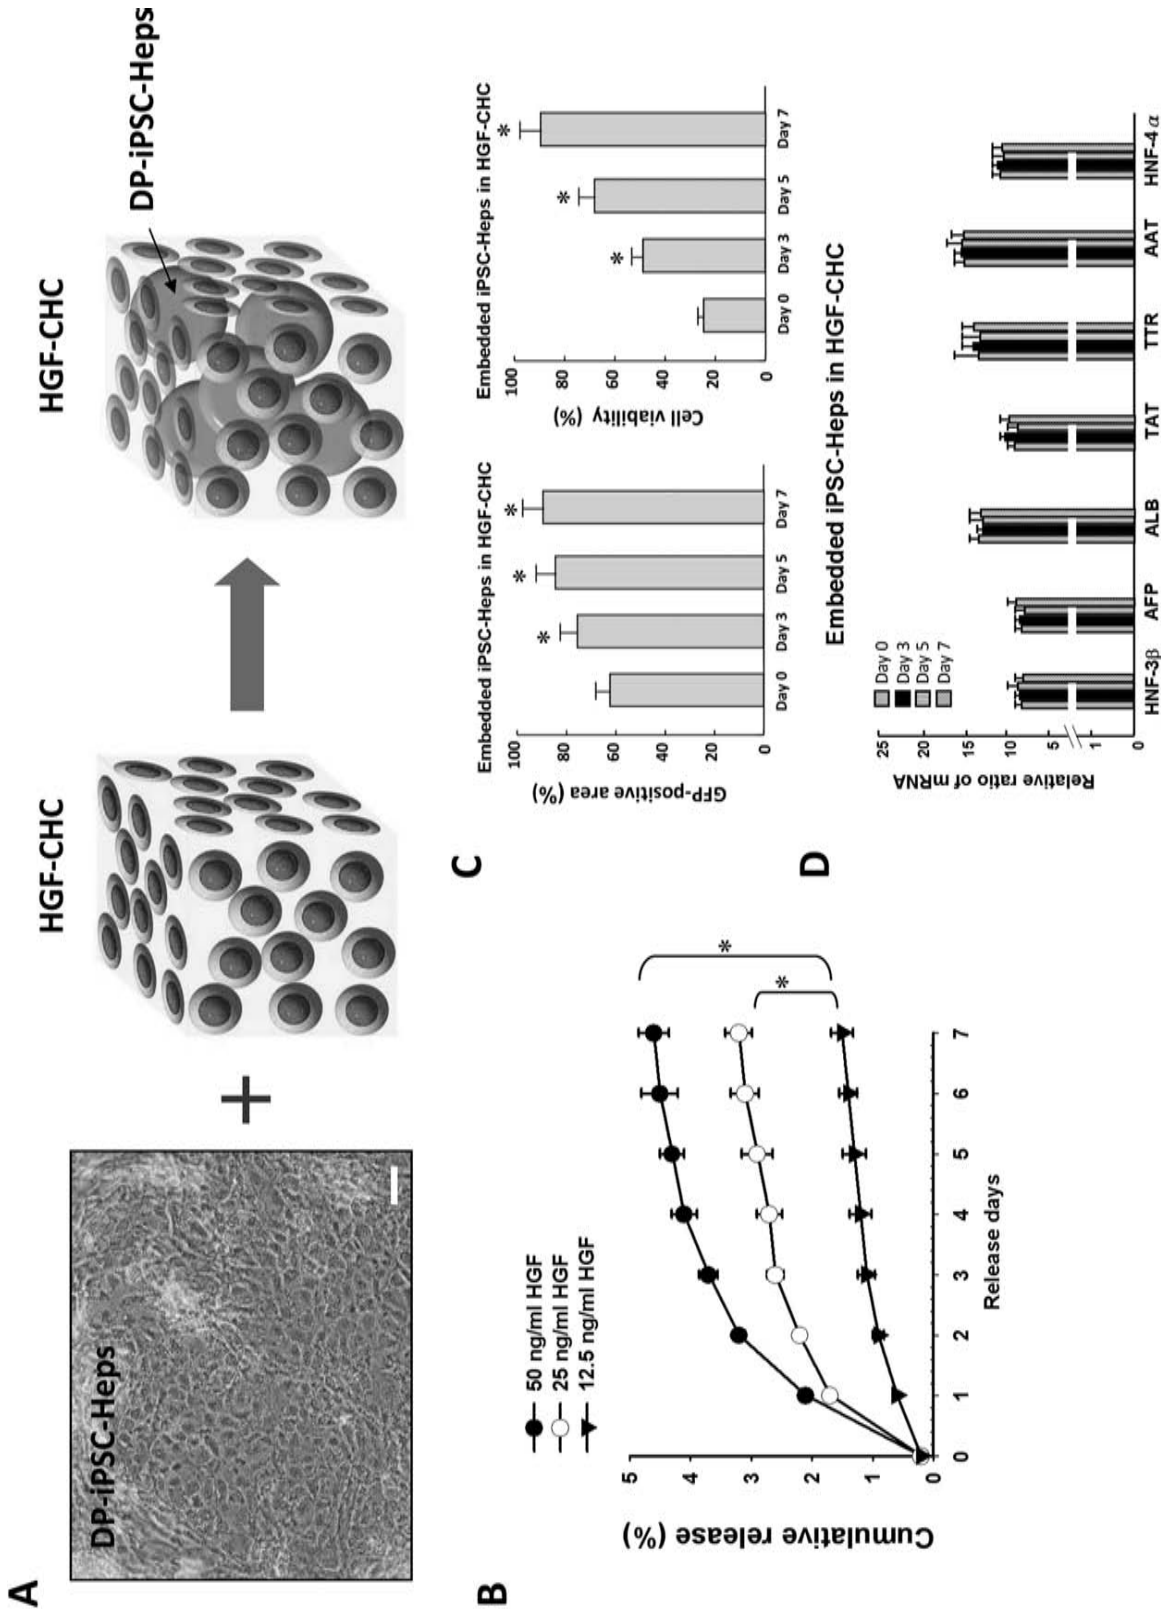 A
DP-iPSC-Heps
+
HGF-CHC
HGF-CHC
DP-iPSC-Heps
B
Cumulative release (%)
5
4
3
2
1
0
50 ng/ml HGF
25 ng/ml HGF
12.5 ng/ml HGF
*
*
0 1 2 3 4 5 6 7
Release days
C
Embedded iPSC-Heps in HGF-CHC
GFP-positive area (%)
100
80
60
40
20
0
* * *
Day 0 Day 3 Day 5 Day 7
Embedded iPSC-Heps in HGF-CHC
Cell viability (%)
100
80
60
40
20
0
* * *
Day 0 Day 3 Day 5 Day 7
D
Embedded iPSC-Heps in HGF-CHC
Relative ratio of mRNA
25
20
15
10
5
1
0
Day 0
Day 3
Day 5
Day 7
HNF-3β AFP ALB TAT TTR AAT HNF-4α